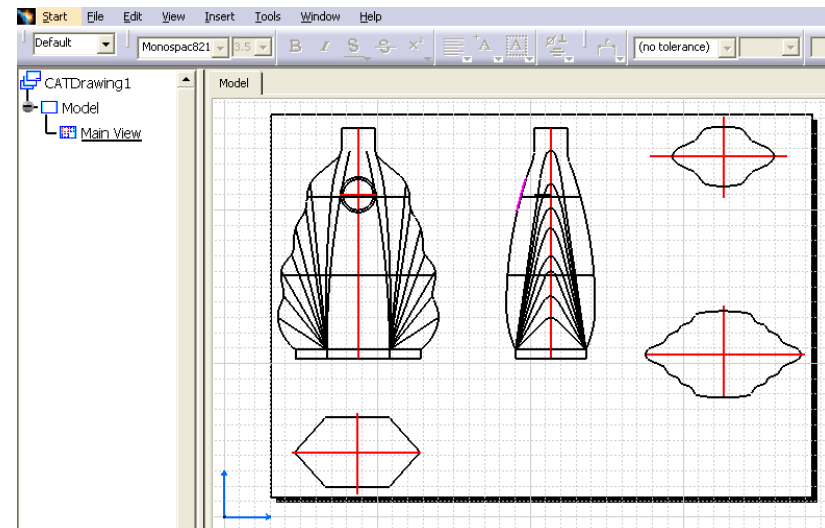 Start File Edit View Insert Tools Window Help
Default Monospac821 3.5 B I S S x² A A (no tolerance)
CATDrawing1 Model
Model
Main View